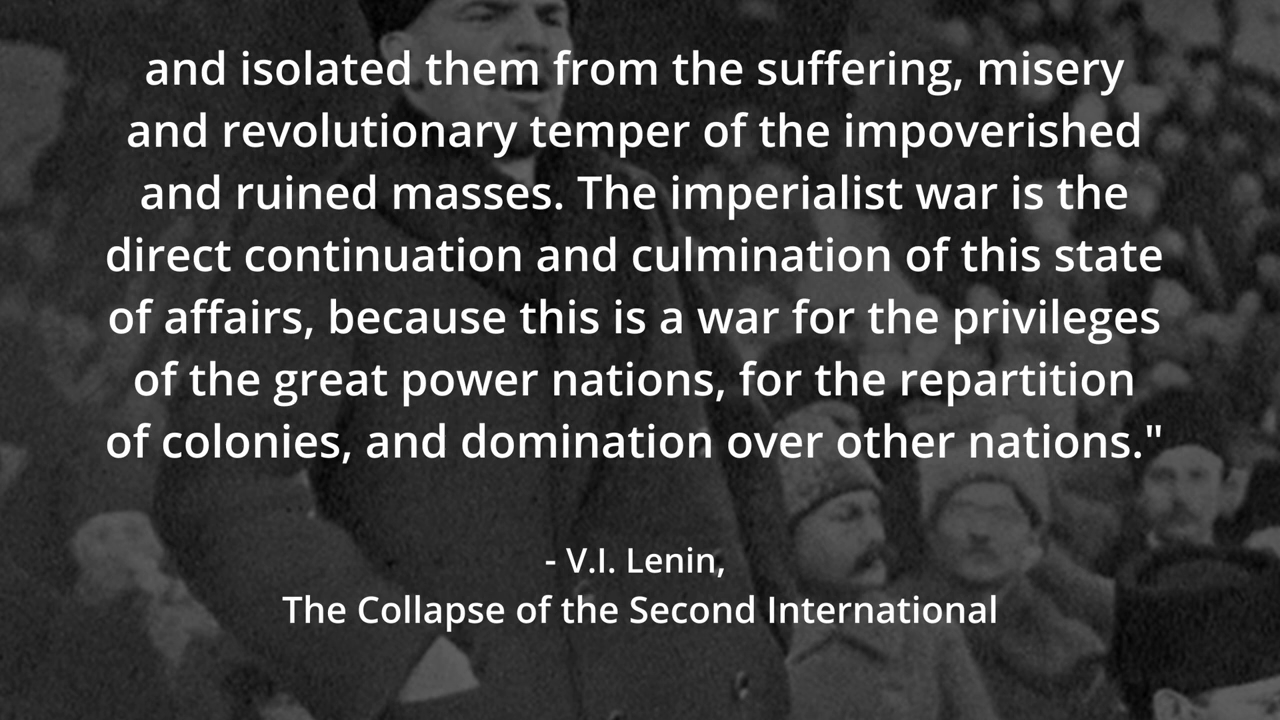 and isolated them from the suffering, misery
and revolutionary temper of the impoverished
and ruined masses. The imperialist war is the
direct continuation and culmination of this state
of affairs, because this is a war for the privileges
of the great power nations, for the repartition
of colonies, and domination over other nations."
- V.I. Lenin,
The Collapse of the Second International